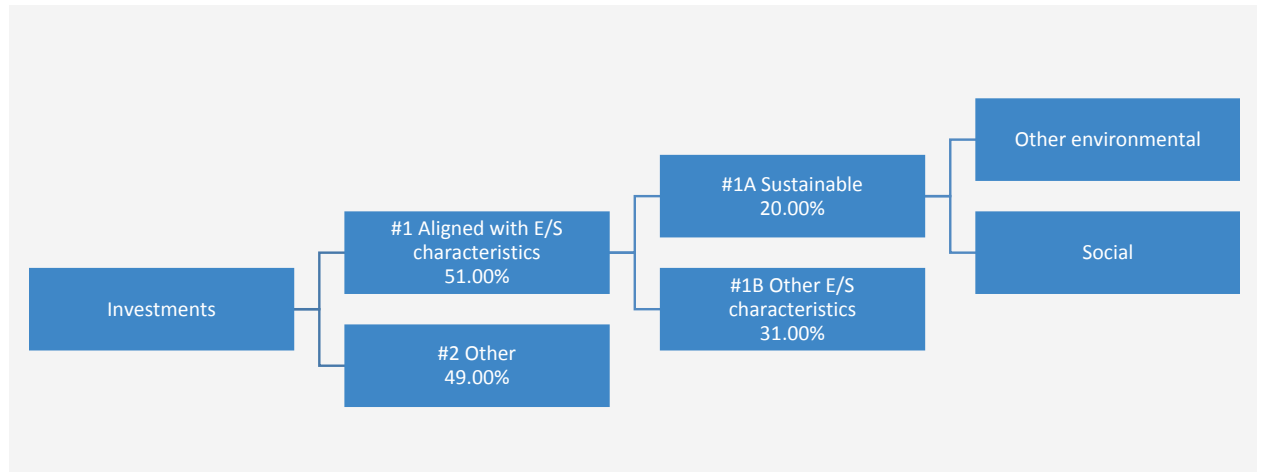 Investments
#1 Aligned with E/S
characteristics
51.00%
#2 Other
49.00%
#1A Sustainable
20.00%
#1B Other E/S
characteristics
31.00%
Other environmental
Social